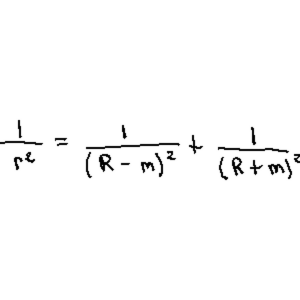 1/r² = 1/(R - m)² + 1/(R + m)²